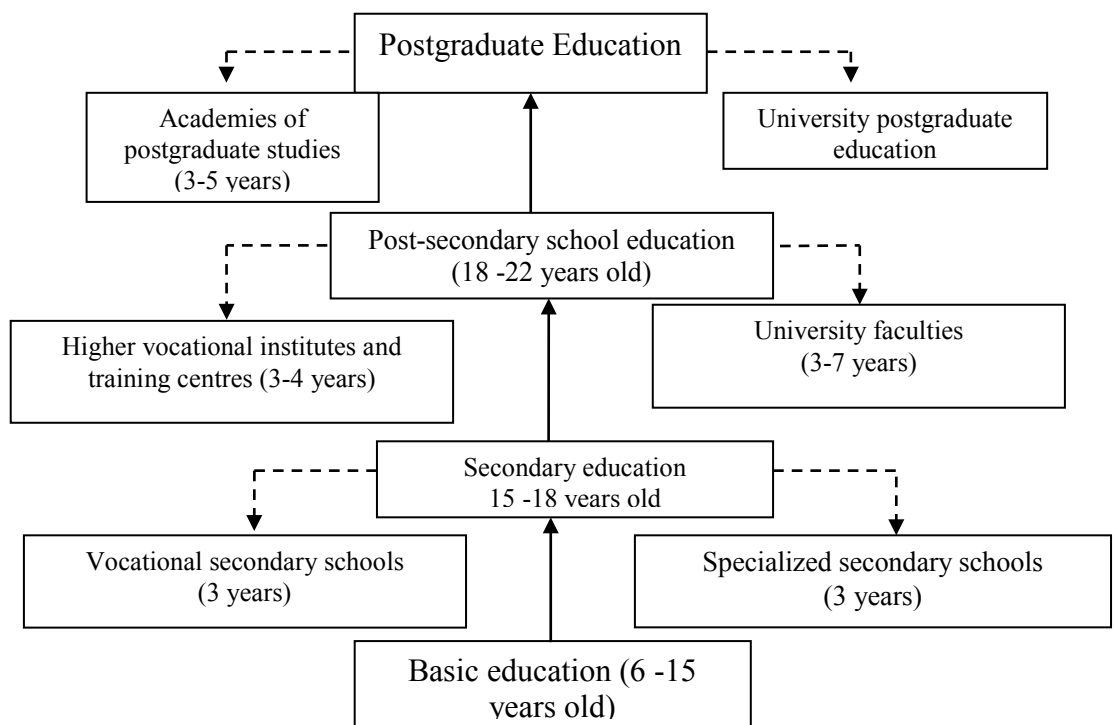 Postgraduate Education
Academies of
postgraduate studies
(3-5 years)
University postgraduate
education
Post-secondary school education
(18 -22 years old)
Higher vocational institutes and
training centres (3-4 years)
University faculties
(3-7 years)
Secondary education
15 -18 years old
Vocational secondary schools
(3 years)
Specialized secondary schools
(3 years)
Basic education (6 -15
years old)